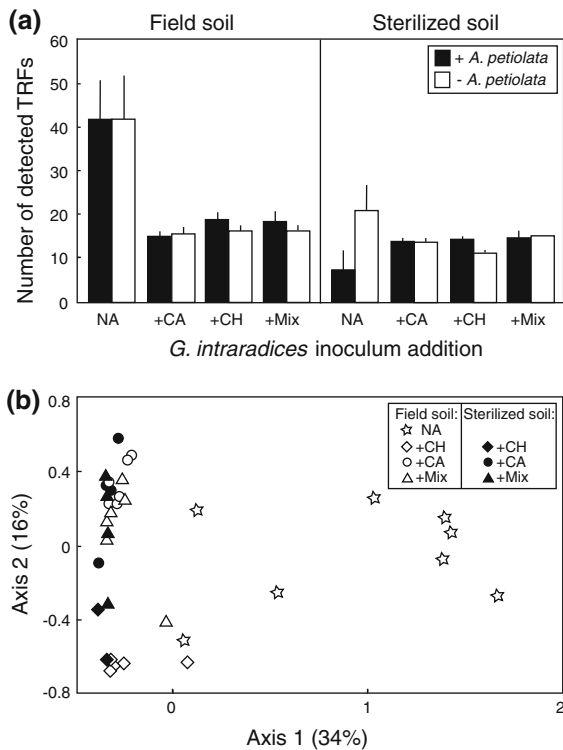 (a)
Field soil Sterilized soil
+ A. petiolata
- A. petiolata
Number of detected TRFs
60
50
40
30
20
10
0
NA +CA +CH +Mix NA +CA +CH +Mix
G. intraradices inoculum addition
(b)
Field soil: Sterilized soil:
NA
+CH +CH
+CA +CA
+Mix +Mix
Axis 2 (16%)
0.8
0.4
0
-0.4
-0.8
0 1 2
Axis 1 (34%)